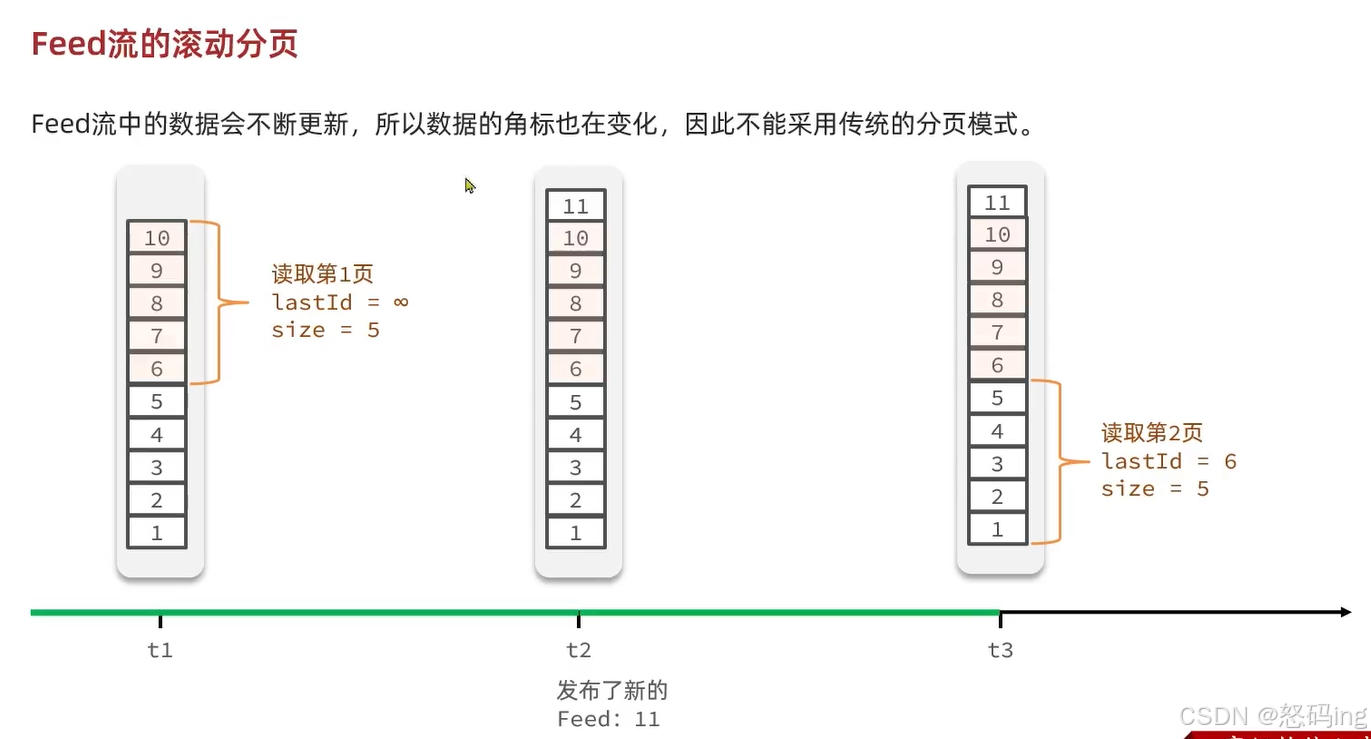 Feed流的滚动分页
Feed流中的数据会不断更新，所以数据的角标也在变化，因此不能采用传统的分页模式。
10
9
8
7
6
5
4
3
2
1
读取第1页
lastId = ∞
size = 5
11
10
9
8
7
6
5
4
3
2
1
11
10
9
8
7
6
5
4
3
2
1
读取第2页
lastId = 6
size = 5
t1
t2
t3
发布了新的
Feed：11
CSDN @怒码ing